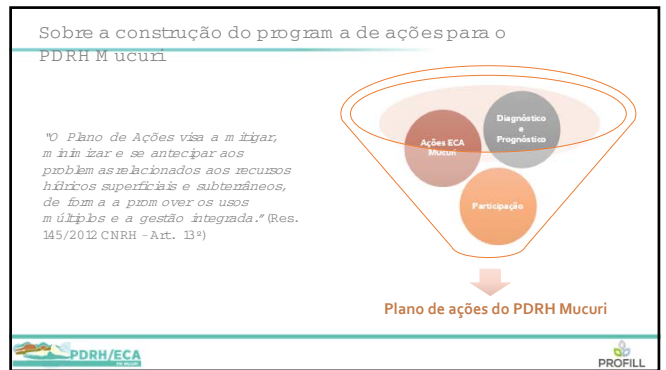 Sobre a construção do programa de ações para o
PDRH Mucuri
"O Plano de Ações visa a mitigar,
minimizar e se antecipar aos
problemas relacionados aos recursos
hídricos superficiais e subterrâneos,
de forma a promover os usos
múltiplos e a gestão integrada." (Res.
145/2012 CNRH – Art. 13º)
Diagnóstico
e
Prognóstico
Ações ECA
Mucuri
Participação
Plano de ações do PDRH Mucuri
PDRH/ECA
PROFILL